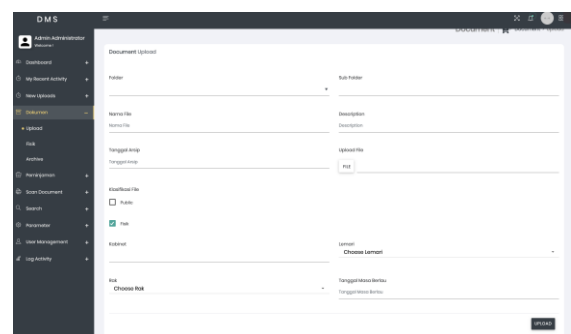 DMS
Admin Administrator
Welcome!
Dashboard
My Recent Activity
New Uploads
Dokumen
Upload
Fisik
Archive
Peminjaman
Scan Document
Search
Parameter
User Management
Log Activity
Document Document - Upload
Document Upload
Folder
Sub Folder
Nama File
Nama File
Description
Description
Tanggal Arsip
Tanggal Arsip
Upload File
Klasifikasi File
Public
Fisik
Kabinet
Lemari
Choose Lemari
Rak
Choose Rak
Tanggal Masa Berlaku
Tanggal Masa Berlaku
UPLOAD